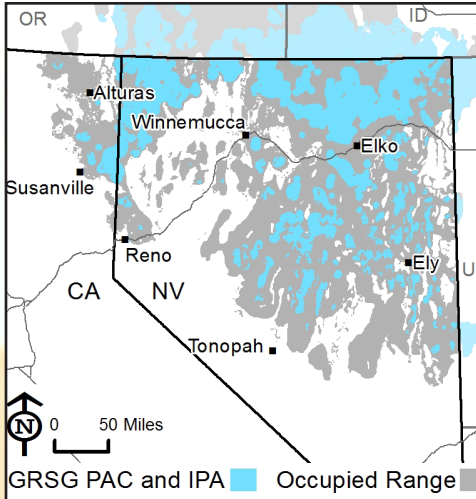 OR
ID
Alturas
Winnemucca
Elko
Susanville
Reno
Ely
U
CA
NV
Tonopah
N
0 50 Miles
GRSG PAC and IPA
Occupied Range